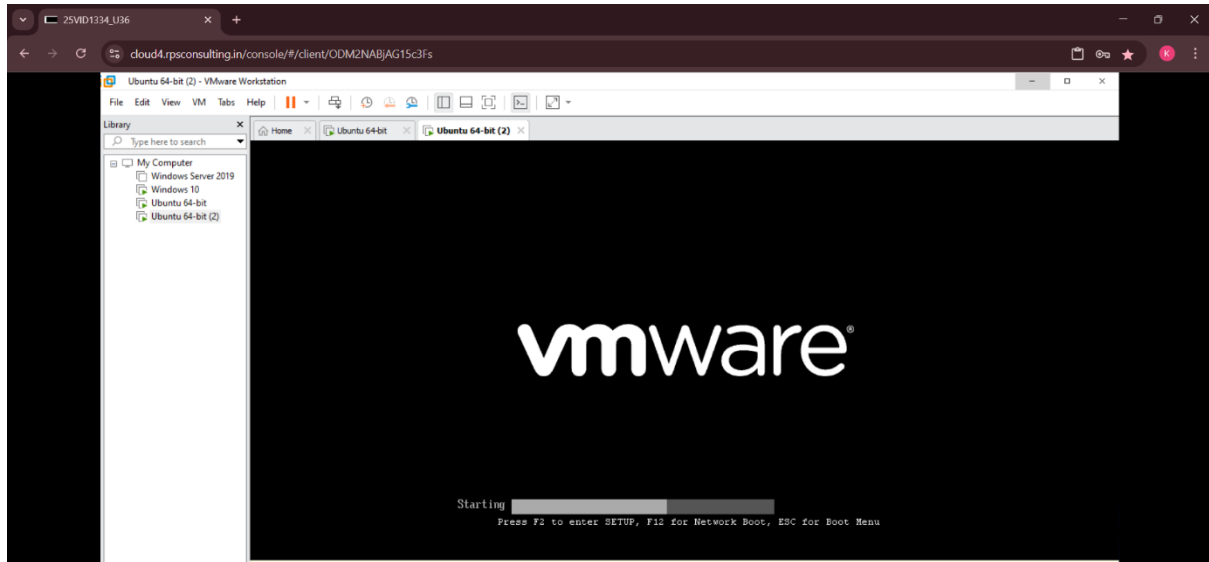 25VID1334_U36
cloud4.rpsconsulting.in/console/#/client/ODM2NABjAG15c3Fs
K
Ubuntu 64-bit (2) - VMware Workstation
File Edit View VM Tabs Help
Library
Type here to search
Home
Ubuntu 64-bit
Ubuntu 64-bit (2)
My Computer
Windows Server 2019
Windows 10
Ubuntu 64-bit
Ubuntu 64-bit (2)
vmware®
Starting
Press F2 to enter SETUP, F12 for Network Boot, ESC for Boot Menu